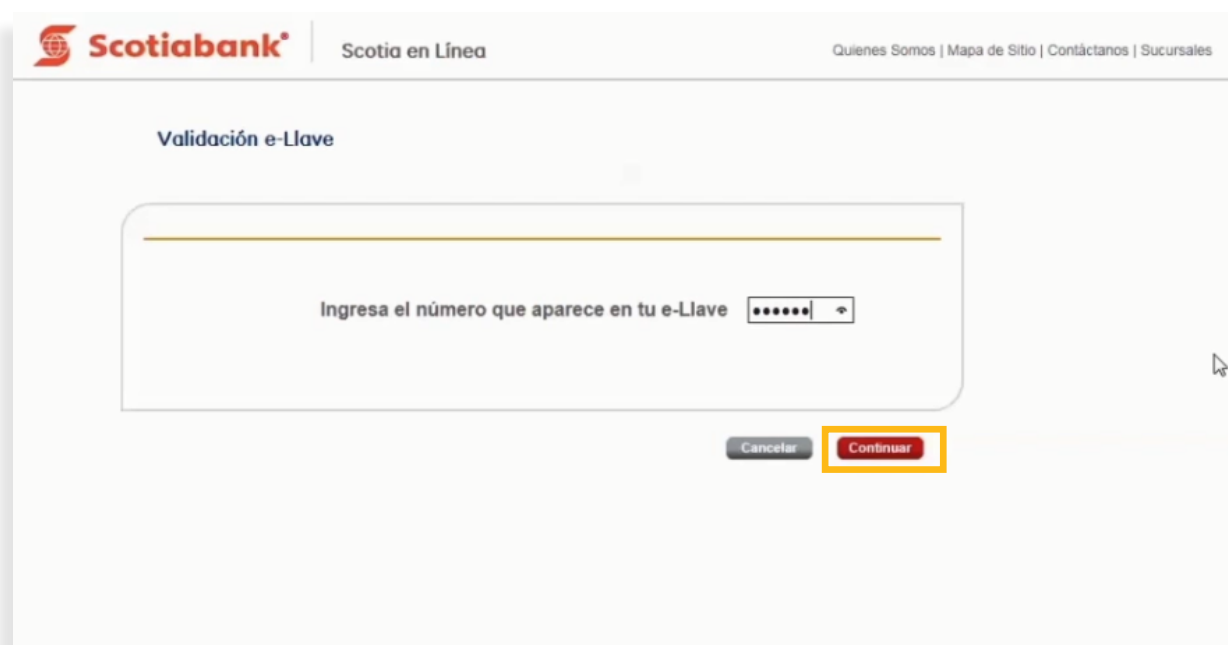 Scotiabank® Scotia en Línea Quienes Somos | Mapa de Sitio | Contáctanos | Sucursales
Validación e-Llave
Ingresa el número que aparece en tu e-Llave ••••••
Cancelar Continuar